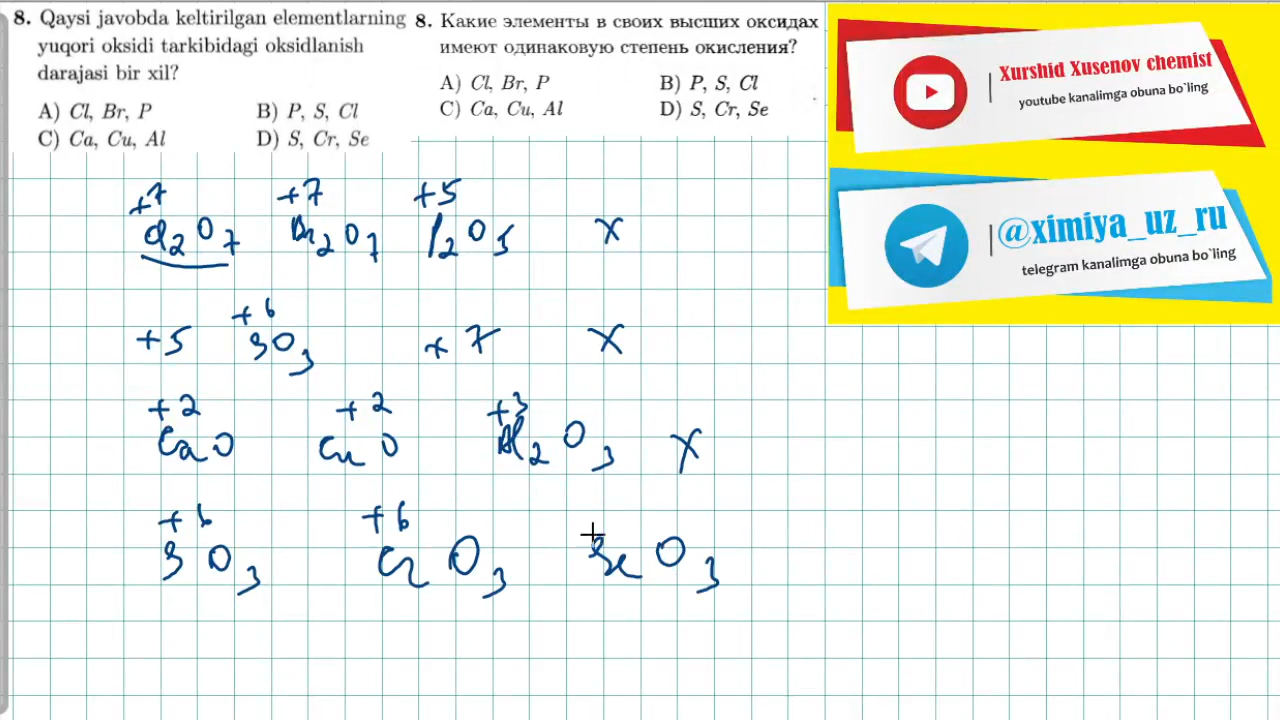 8. Qaysi javobda keltirilgan elementlarning
yuqori oksidi tarkibidagi oksidlanish
darajasi bir xil?
A) Cl, Br, P B) P, S, Cl
C) Ca, Cu, Al D) S, Cr, Se
8. Какие элементы в своих высших оксидах
имеют одинаковую степень окисления?
A) Cl, Br, P B) P, S, Cl
C) Ca, Cu, Al D) S, Cr, Se
Xurshid Xusenov chemist
youtube kanalimga obuna bo`ling
@ximiya_uz_ru
telegram kanalimga obuna bo`ling
+7 +7 +5
Cl₂O₇ Br₂O₇ P₂O₅ X
+6
+5 SO₃ +7 X
+2 +2 +3
CaO CuO Al₂O₃ X
+6 +6
SO₃ CrO₃ SeO₃